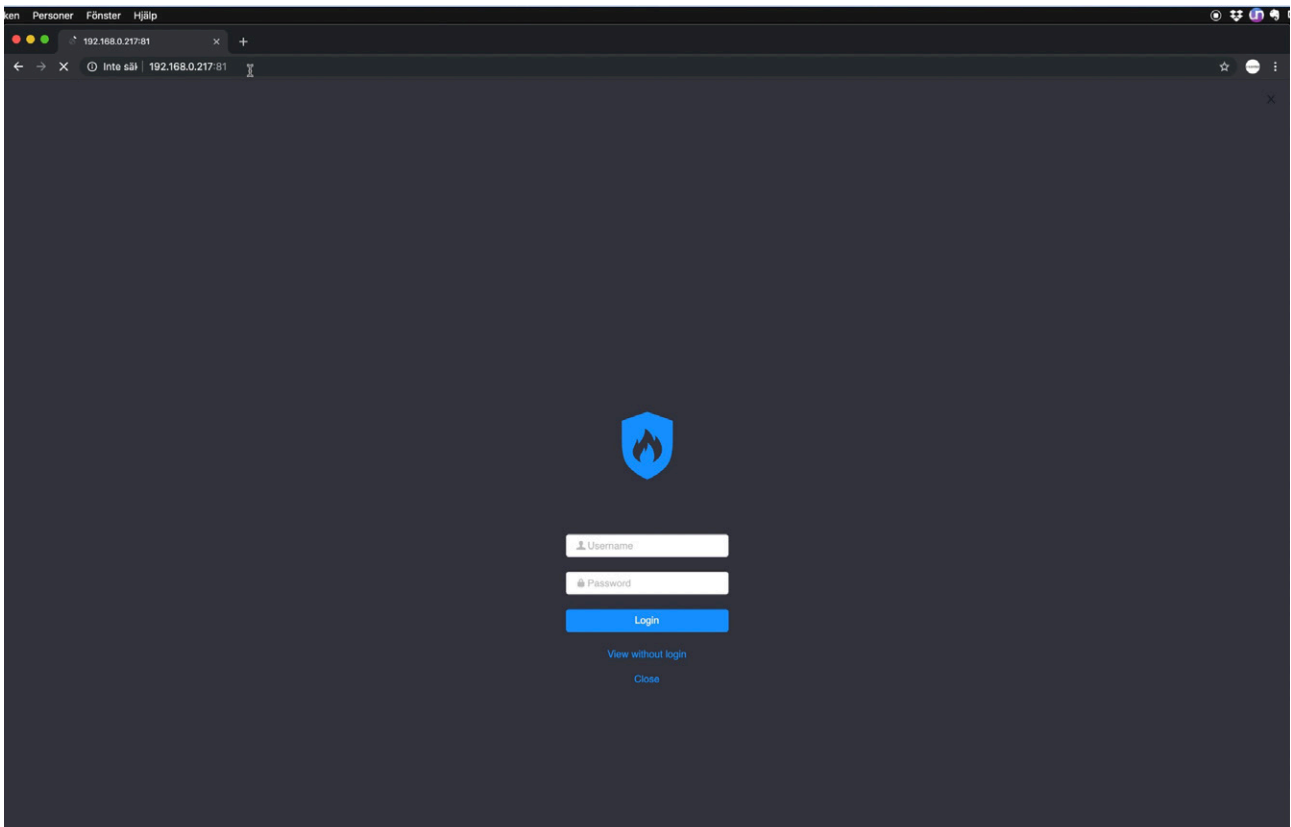 ken Personer Fönster Hjälp
192.168.0.217:81
Inte säk 192.168.0.217:81
Username
Password
Login
View without login
Close